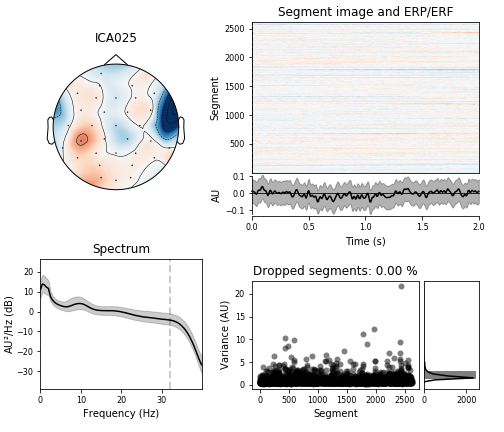 ICA025
Segment image and ERP/ERF
2500
2000
1500
1000
500
Segment
0.1
0.0
−0.1
AU
0.0 0.5 1.0 1.5 2.0
Time (s)
Spectrum
20
10
0
−10
−20
−30
AU²/Hz (dB)
0 10 20 30
Frequency (Hz)
Dropped segments: 0.00 %
20
15
10
5
0
Variance (AU)
0 500 1000 1500 2000 2500
Segment
0 2000